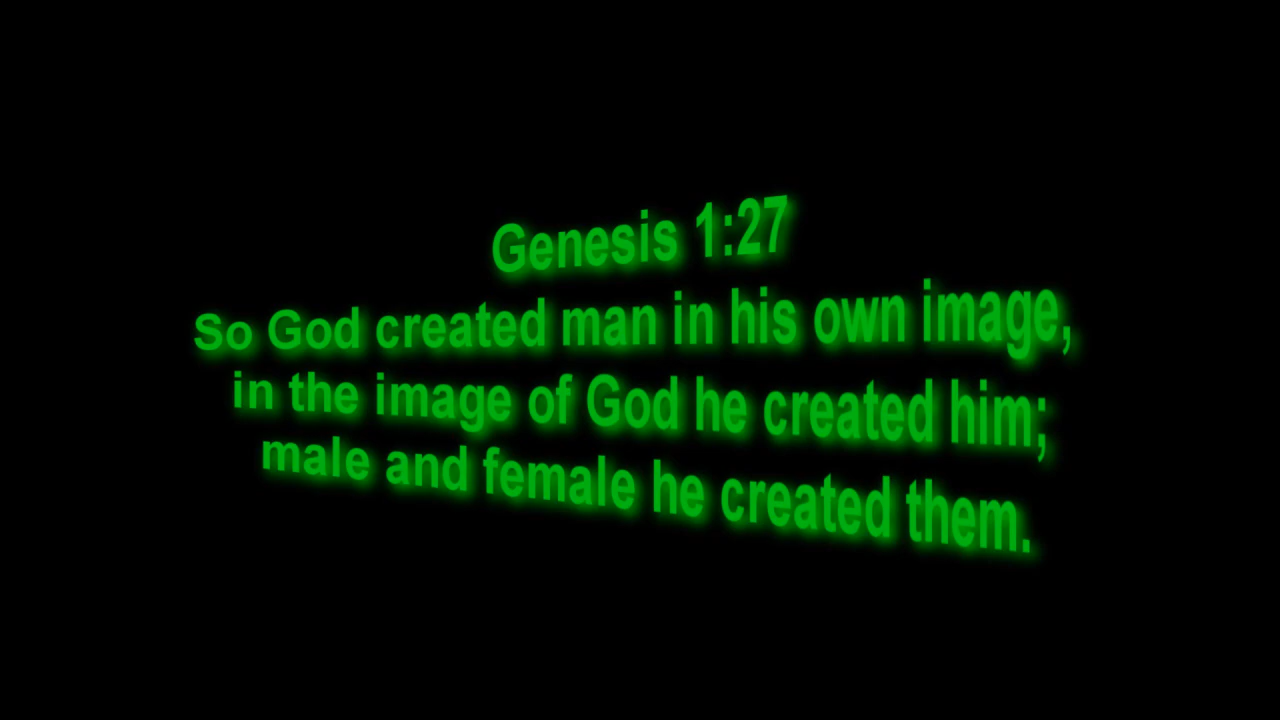 Genesis 1:27
So God created man in his own image,
in the image of God he created him;
male and female he created them.